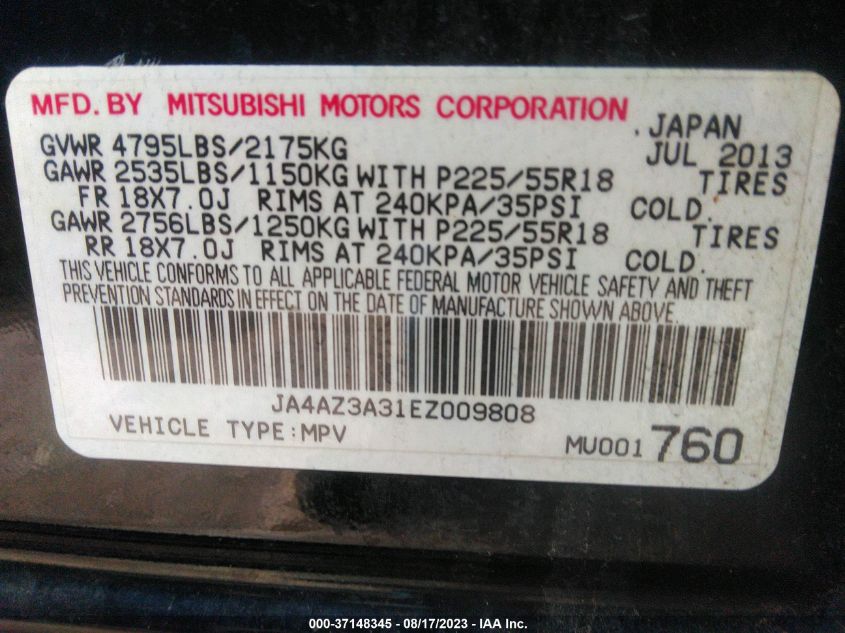 MFD. BY MITSUBISHI MOTORS CORPORATION
. JAPAN
GVWR 4795LBS/2175KG JUL 2013
GAWR 2535LBS/1150KG WITH P225/55R18 TIRES
FR 18X7.0J RIMS AT 240KPA/35PSI COLD.
GAWR 2756LBS/1250KG WITH P225/55R18 TIRES
RR 18X7.0J RIMS AT 240KPA/35PSI COLD.
THIS VEHICLE CONFORMS TO ALL APPLICABLE FEDERAL MOTOR VEHICLE SAFETY AND THEFT
PREVENTION STANDARDS IN EFFECT ON THE DATE OF MANUFACTURE SHOWN ABOVE.
JA4AZ3A31EZ009808
VEHICLE TYPE:MPV MU001 760
000-37148345 - 08/17/2023 - IAA Inc.